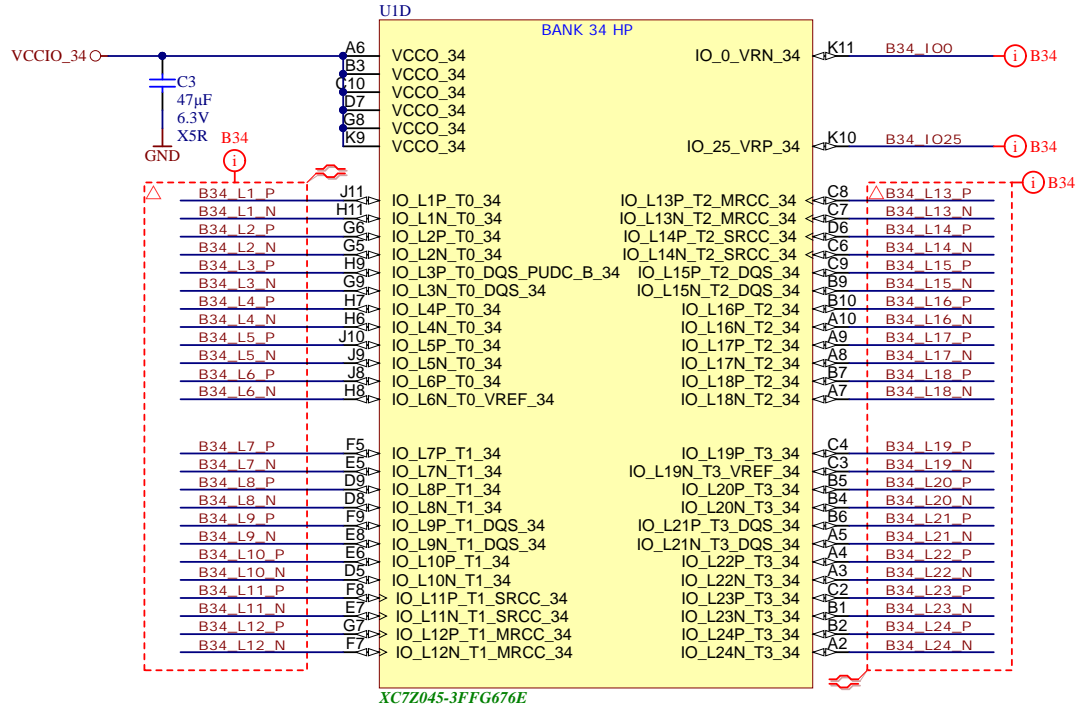 U1D
BANK 34 HP
VCCIO_34
A6 VCCO_34
B3 VCCO_34
C10 VCCO_34
D7 VCCO_34
G8 VCCO_34
K9 VCCO_34
C3
47µF
6.3V
X5R
GND
IO_0_VRN_34 K11 B34_IO0 i B34
IO_25_VRP_34 K10 B34_IO25 i B34
B34
i
i B34
B34_L1_P J11 IO_L1P_T0_34
B34_L1_N H11 IO_L1N_T0_34
B34_L2_P G6 IO_L2P_T0_34
B34_L2_N G5 IO_L2N_T0_34
B34_L3_P H9 IO_L3P_T0_DQS_PUDC_B_34
B34_L3_N G9 IO_L3N_T0_DQS_34
B34_L4_P H7 IO_L4P_T0_34
B34_L4_N H6 IO_L4N_T0_34
B34_L5_P J10 IO_L5P_T0_34
B34_L5_N J9 IO_L5N_T0_34
B34_L6_P J8 IO_L6P_T0_34
B34_L6_N H8 IO_L6N_T0_VREF_34
B34_L7_P F5 IO_L7P_T1_34
B34_L7_N E5 IO_L7N_T1_34
B34_L8_P D9 IO_L8P_T1_34
B34_L8_N D8 IO_L8N_T1_34
B34_L9_P F9 IO_L9P_T1_DQS_34
B34_L9_N E8 IO_L9N_T1_DQS_34
B34_L10_P E6 IO_L10P_T1_34
B34_L10_N D5 IO_L10N_T1_34
B34_L11_P F8 IO_L11P_T1_SRCC_34
B34_L11_N E7 IO_L11N_T1_SRCC_34
B34_L12_P G7 IO_L12P_T1_MRCC_34
B34_L12_N F7 IO_L12N_T1_MRCC_34
IO_L13P_T2_MRCC_34 C8 B34_L13_P
IO_L13N_T2_MRCC_34 C7 B34_L13_N
IO_L14P_T2_SRCC_34 D6 B34_L14_P
IO_L14N_T2_SRCC_34 C6 B34_L14_N
IO_L15P_T2_DQS_34 C9 B34_L15_P
IO_L15N_T2_DQS_34 B9 B34_L15_N
IO_L16P_T2_34 B10 B34_L16_P
IO_L16N_T2_34 A10 B34_L16_N
IO_L17P_T2_34 A9 B34_L17_P
IO_L17N_T2_34 A8 B34_L17_N
IO_L18P_T2_34 B7 B34_L18_P
IO_L18N_T2_34 A7 B34_L18_N
IO_L19P_T3_34 C4 B34_L19_P
IO_L19N_T3_VREF_34 C3 B34_L19_N
IO_L20P_T3_34 B5 B34_L20_P
IO_L20N_T3_34 B4 B34_L20_N
IO_L21P_T3_DQS_34 B6 B34_L21_P
IO_L21N_T3_DQS_34 A5 B34_L21_N
IO_L22P_T3_34 A4 B34_L22_P
IO_L22N_T3_34 A3 B34_L22_N
IO_L23P_T3_34 C2 B34_L23_P
IO_L23N_T3_34 B1 B34_L23_N
IO_L24P_T3_34 B2 B34_L24_P
IO_L24N_T3_34 A2 B34_L24_N
XC7Z045-3FFG676E